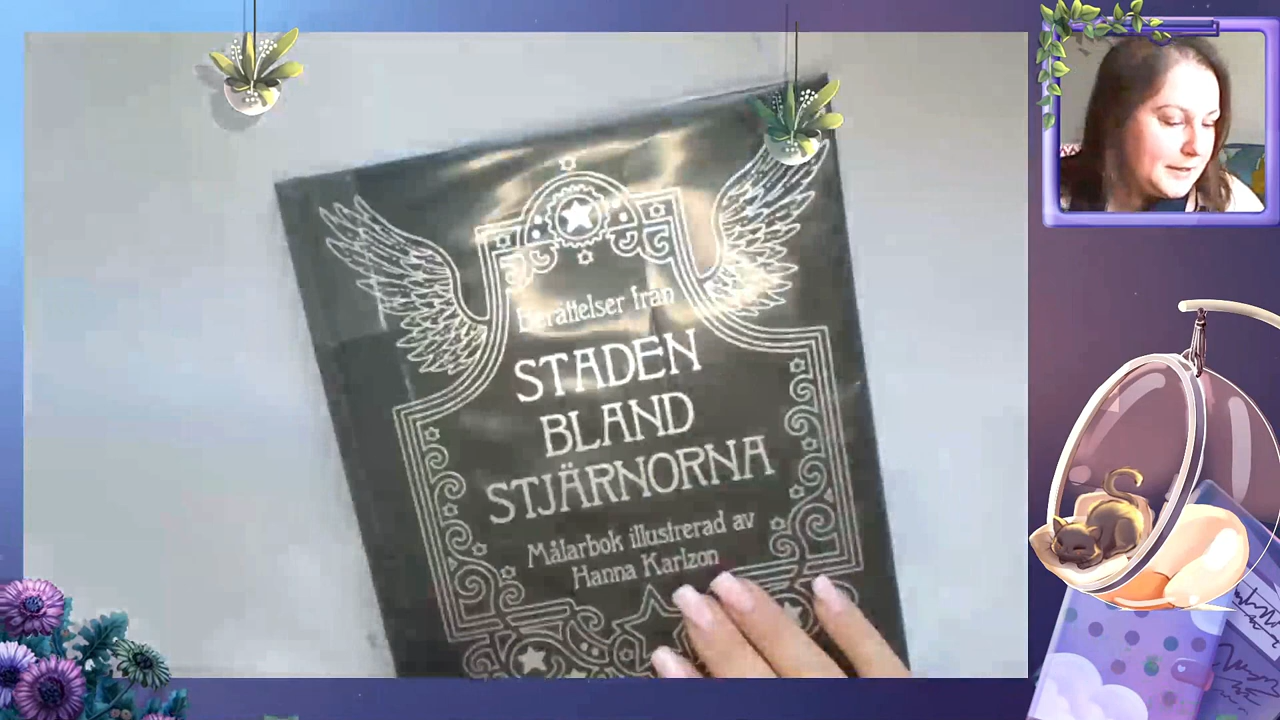 Berättelser från
STADEN
BLAND
STJÄRNORNA
Målarbok illustrerad av
Hanna Karlzon